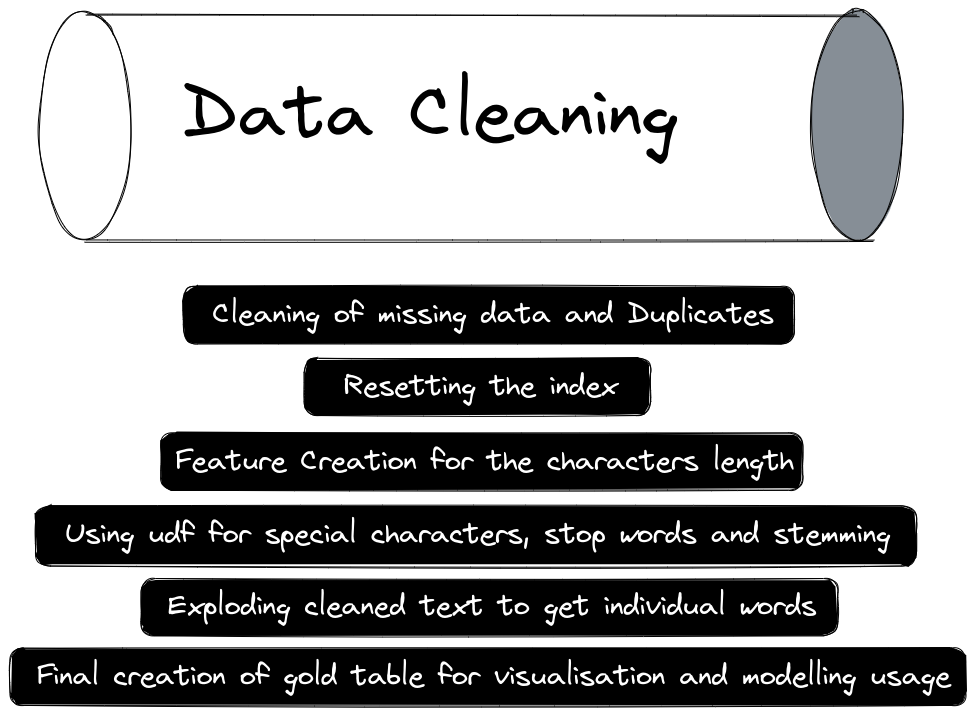 Data Cleaning
Cleaning of missing data and Duplicates
Resetting the index
Feature Creation for the characters length
Using udf for special characters, stop words and stemming
Exploding cleaned text to get individual words
Final creation of gold table for visualisation and modelling usage